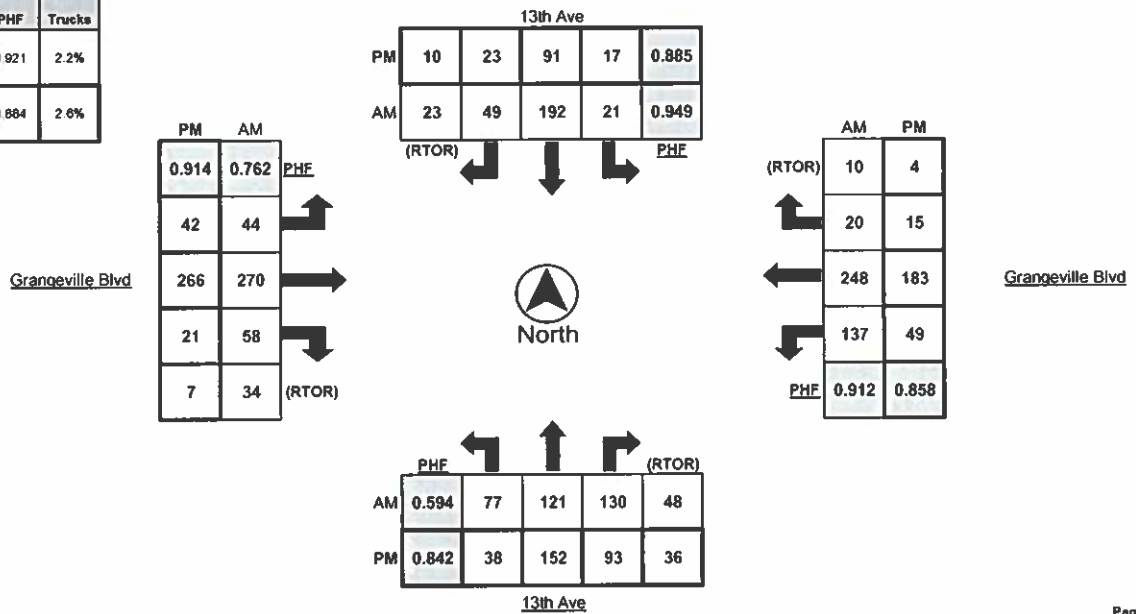 PHF Trucks
.921 2.2%
.884 2.6%
13th Ave
PM 10 23 91 17 0.885
AM 23 49 192 21 0.949
(RTOR) PHF
PM AM
0.914 0.762 PHF
42 44
266 270
21 58
7 34 (RTOR)
Grangeville Blvd
North
AM PM
(RTOR) 10 4
20 15
248 183
137 49
PHF 0.912 0.858
Grangeville Blvd
PHF (RTOR)
AM 0.594 77 121 130 48
PM 0.842 38 152 93 36
13th Ave